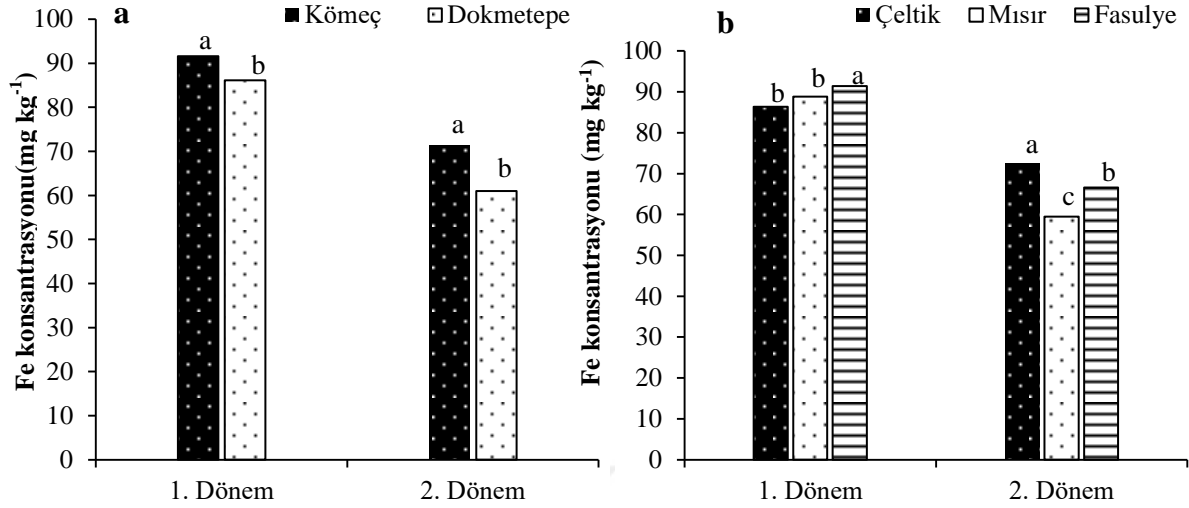 a
Kömeç Dokmetepe
Fe konsantrasyonu(mg kg-1)
100
90
80
70
60
50
40
30
20
10
0
a
b
a
b
1. Dönem 2. Dönem
b
Çeltik Mısır Fasulye
Fe konsantrasyonu (mg kg-1)
100
90
80
70
60
50
40
30
20
10
0
b b a
a
c
b
1. Dönem 2. Dönem